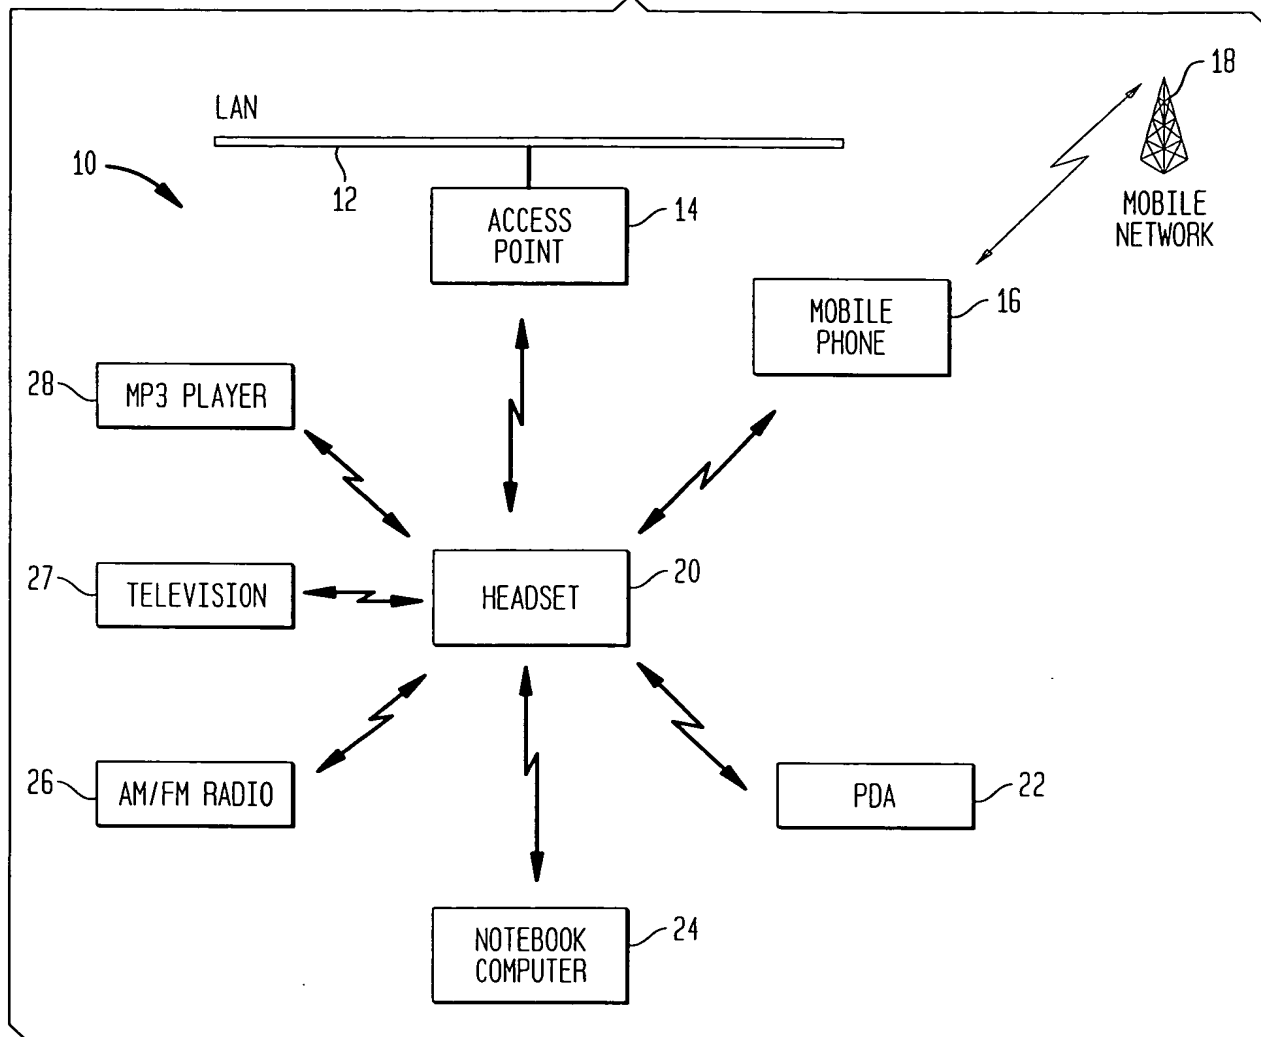 18
LAN
10
12
ACCESS
POINT
14
MOBILE
NETWORK
MOBILE
PHONE
16
28
MP3 PLAYER
27
TELEVISION
HEADSET
20
26
AM/FM RADIO
PDA
22
NOTEBOOK
COMPUTER
24